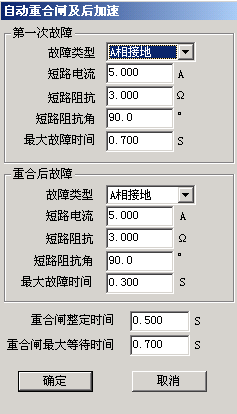 自动重合闸及后加速
第一次故障
故障类型 A相接地
短路电流 5.000 A
短路阻抗 3.000 Ω
短路阻抗角 90.0 °
最大故障时间 0.700 S
重合后故障
故障类型 A相接地
短路电流 5.000 A
短路阻抗 3.000 Ω
短路阻抗角 90.0 °
最大故障时间 0.300 S
重合闸整定时间 0.500 S
重合闸最大等待时间 0.700 S
确定 取消